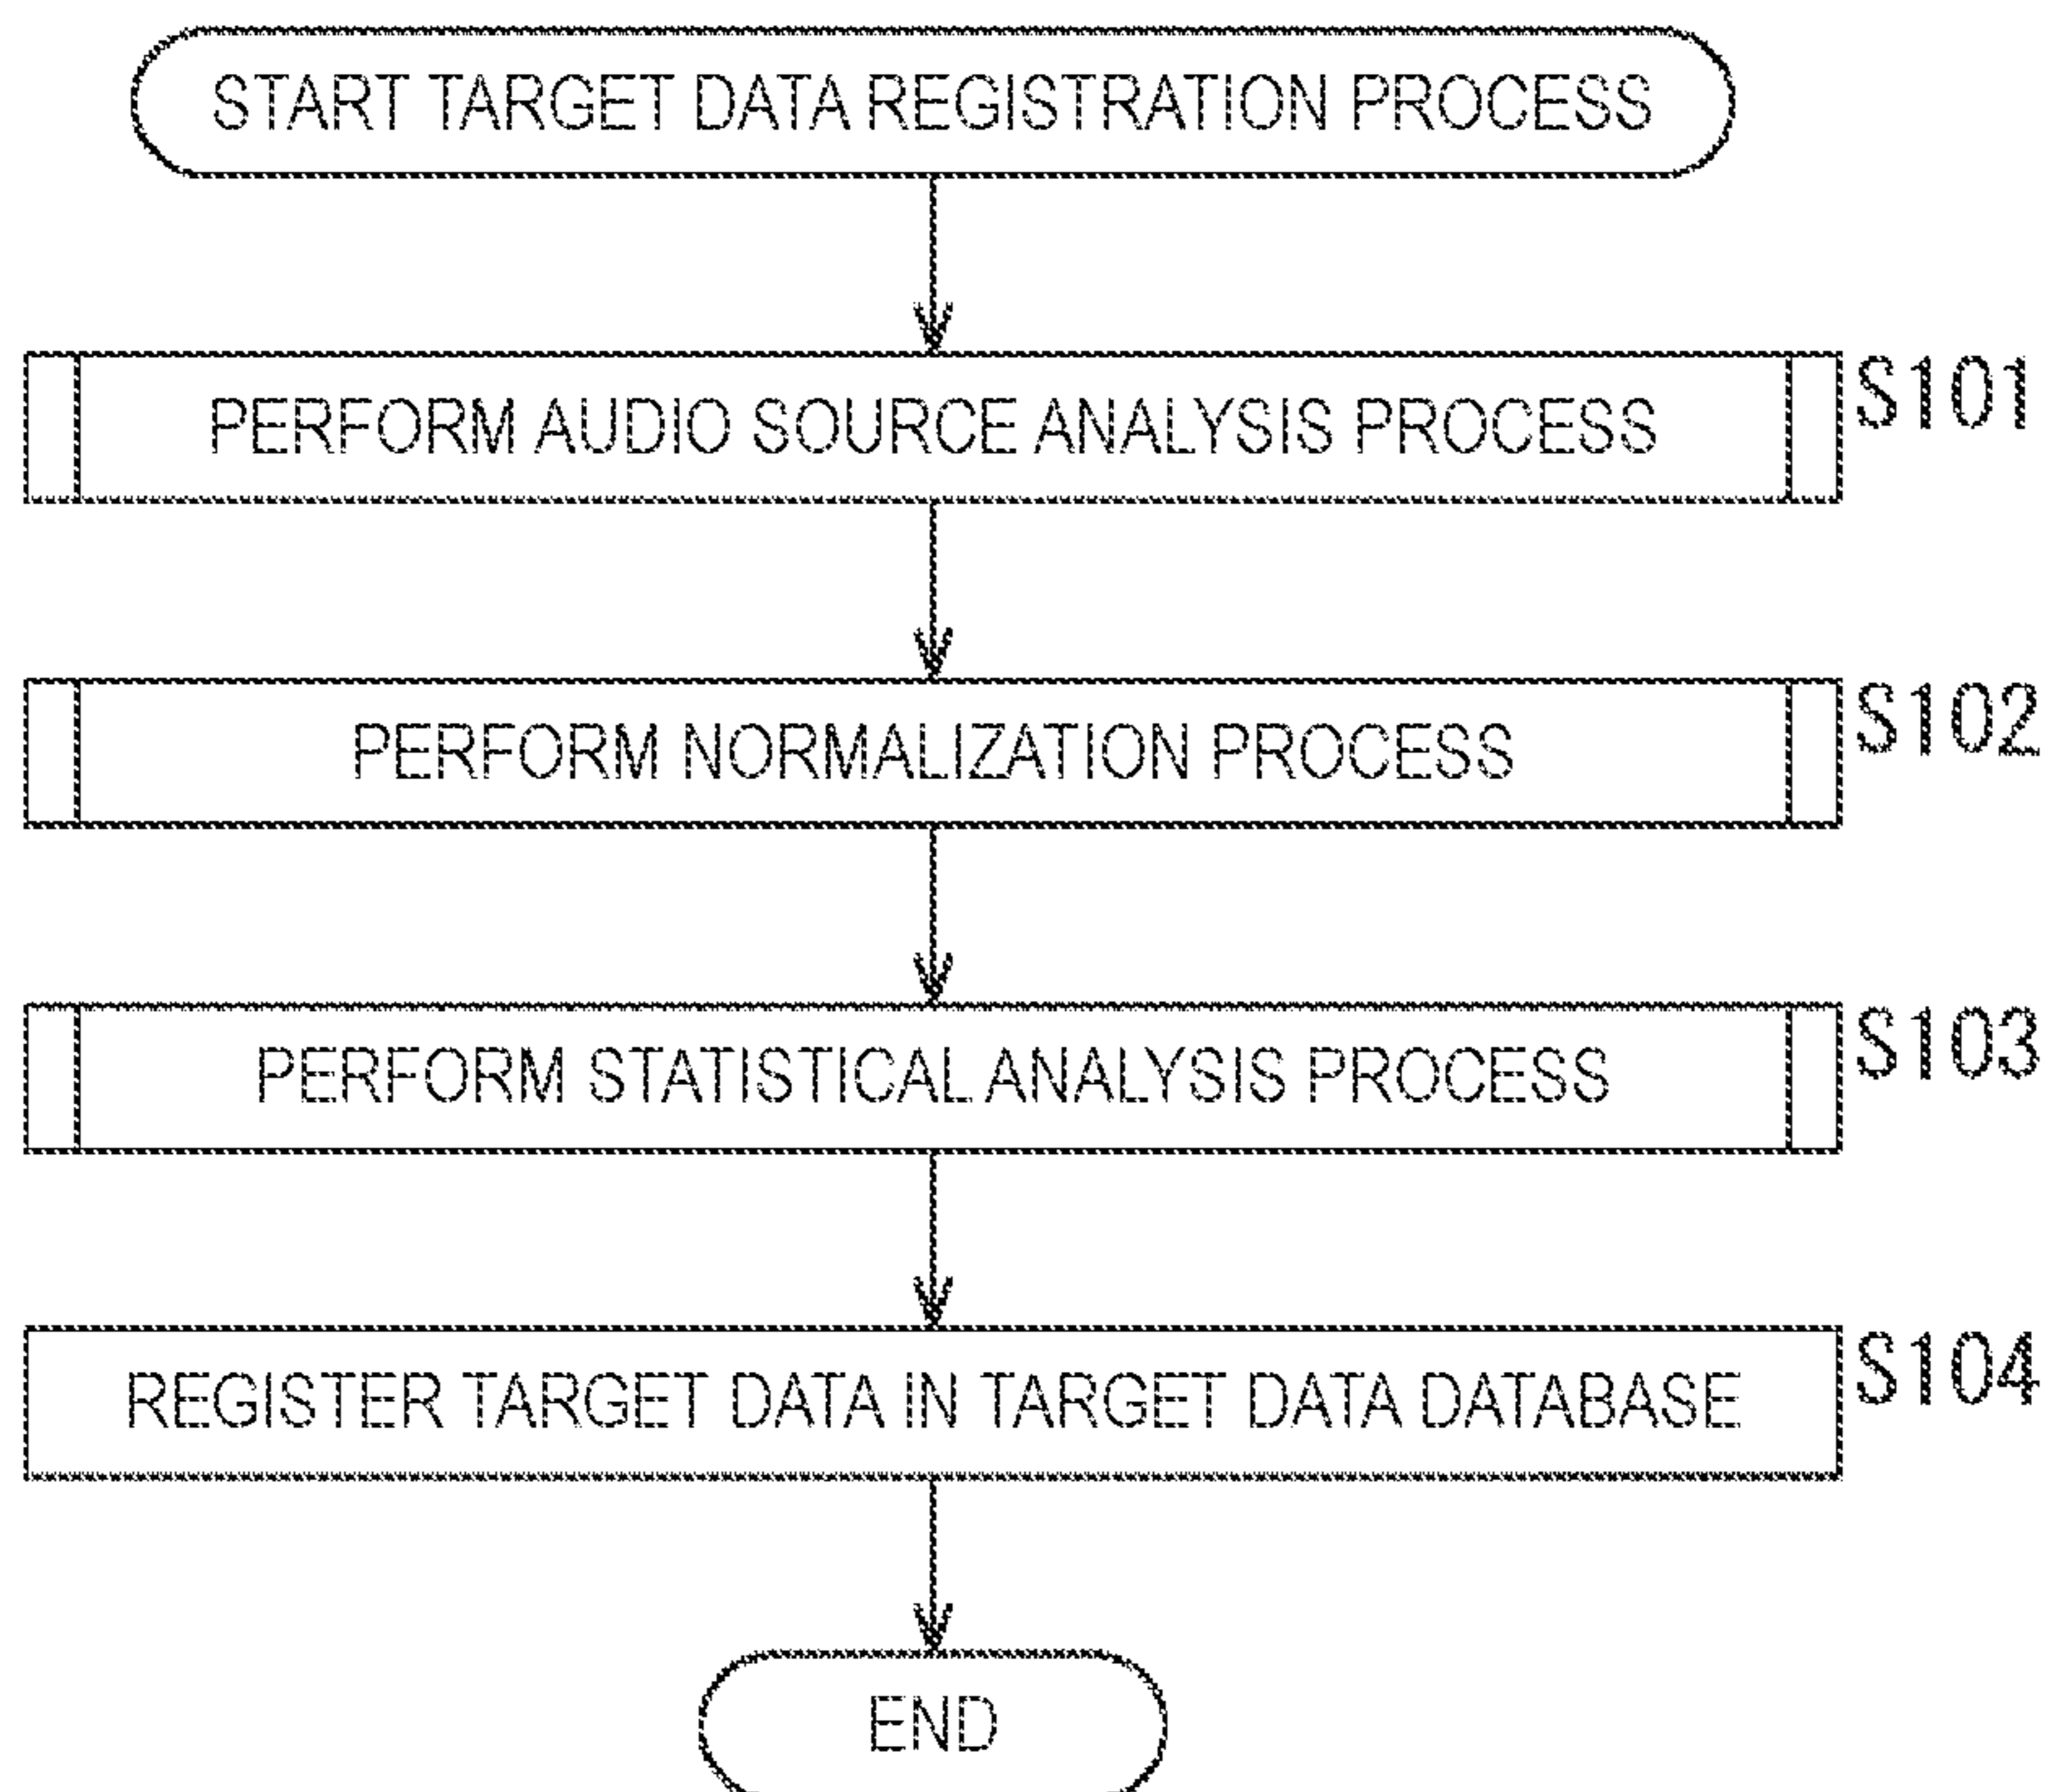 START TARGET DATA REGISTRATION PROCESS
PERFORM AUDIO SOURCE ANALYSIS PROCESS
S101
PERFORM NORMALIZATION PROCESS
S102
PERFORM STATISTICAL ANALYSIS PROCESS
S103
REGISTER TARGET DATA IN TARGET DATA DATABASE
S104
END